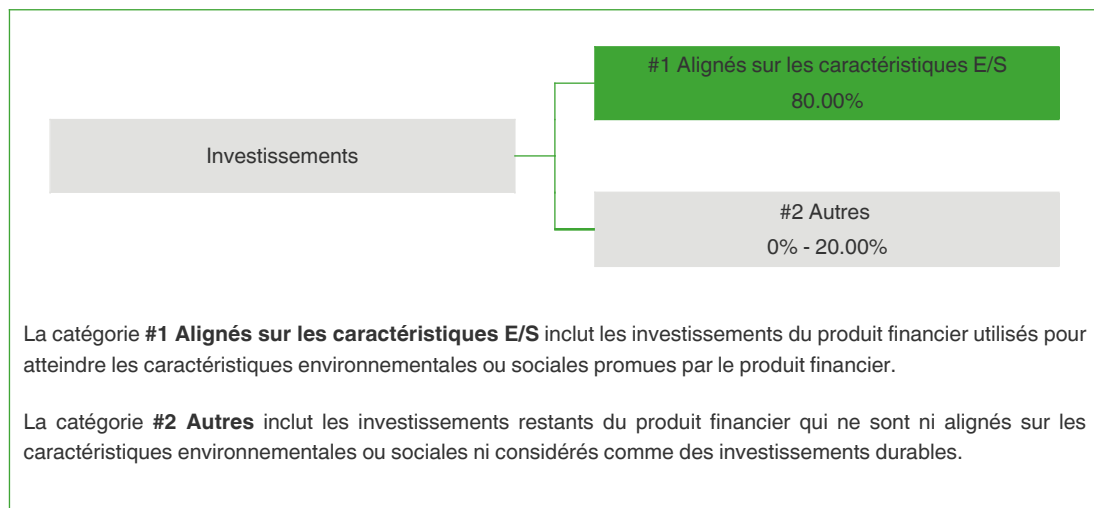 #1 Alignés sur les caractéristiques E/S
80.00%
Investissements
#2 Autres
0% - 20.00%
La catégorie #1 Alignés sur les caractéristiques E/S inclut les investissements du produit financier utilisés pour
atteindre les caractéristiques environnementales ou sociales promues par le produit financier.
La catégorie #2 Autres inclut les investissements restants du produit financier qui ne sont ni alignés sur les
caractéristiques environnementales ou sociales ni considérés comme des investissements durables.